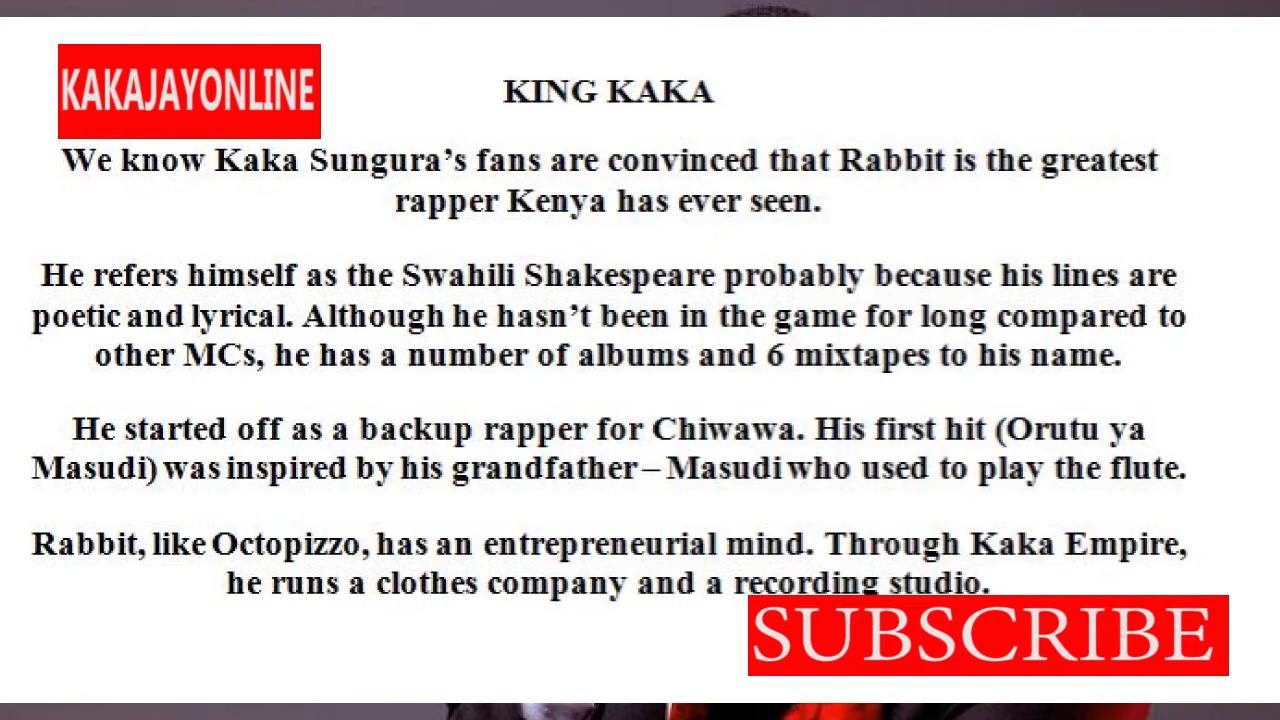 KAKAJAYONLINE
KING KAKA
We know Kaka Sungura’s fans are convinced that Rabbit is the greatest
rapper Kenya has ever seen.
He refers himself as the Swahili Shakespeare probably because his lines are
poetic and lyrical. Although he hasn’t been in the game for long compared to
other MCs, he has a number of albums and 6 mixtapes to his name.
He started off as a backup rapper for Chiwawa. His first hit (Orutu ya
Masudi) was inspired by his grandfather – Masudi who used to play the flute.
Rabbit, like Octopizzo, has an entrepreneurial mind. Through Kaka Empire,
he runs a clothes company and a recording studio.
SUBSCRIBE